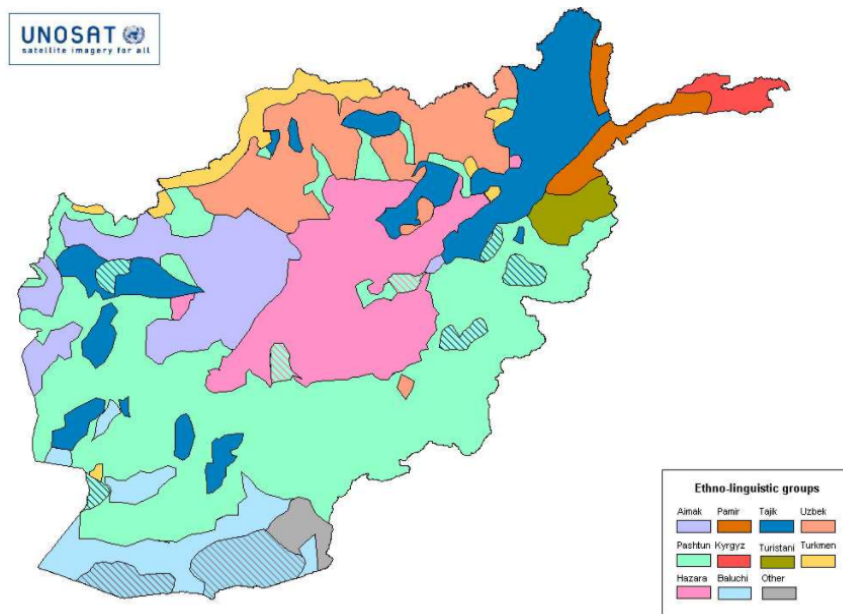 UNOSAT
satellite imagery for all
Ethno-linguistic groups
Aimak Pamir Tajik Uzbek
Pashtun Kyrgyz Turistani Turkmen
Hazara Baluchi Other